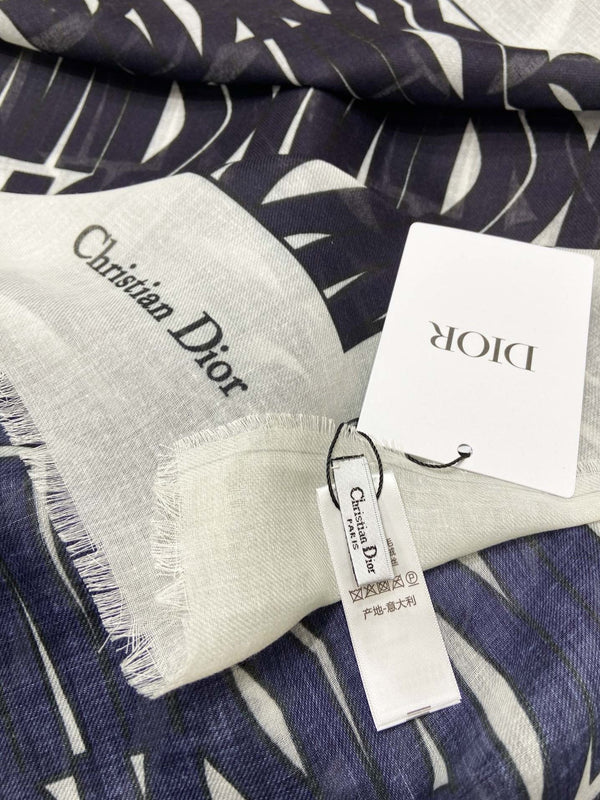 Christian Dior
DIOR
Christian Dior
PARIS
产地-意大利